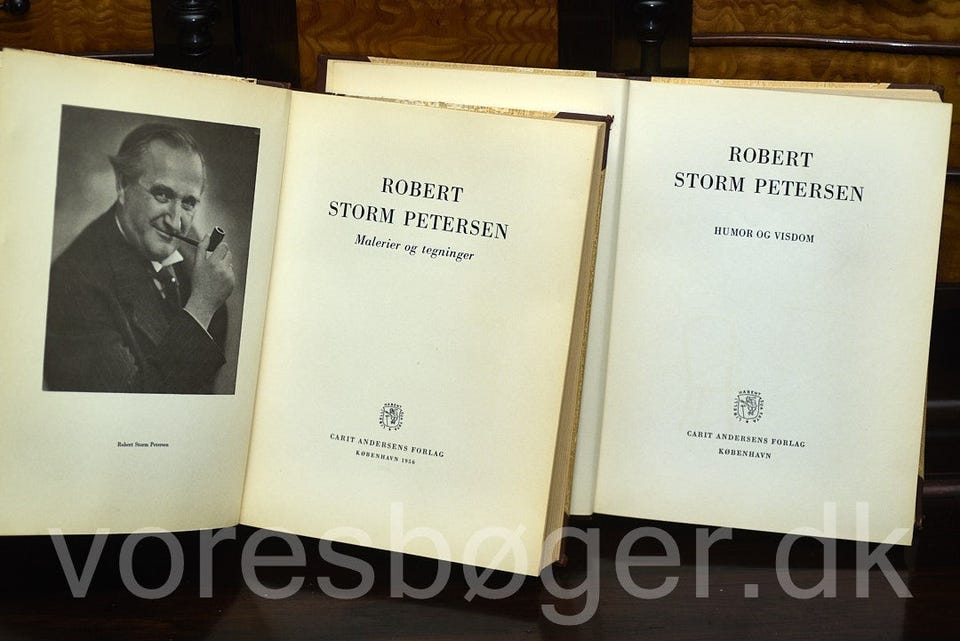 Robert Storm Petersen
ROBERT
STORM PETERSEN
Malerier og tegninger
CARIT ANDERSENS FORLAG
KØBENHAVN 1956
ROBERT
STORM PETERSEN
HUMOR OG VISDOM
CARIT ANDERSENS FORLAG
KØBENHAVN
voresbøger.dk